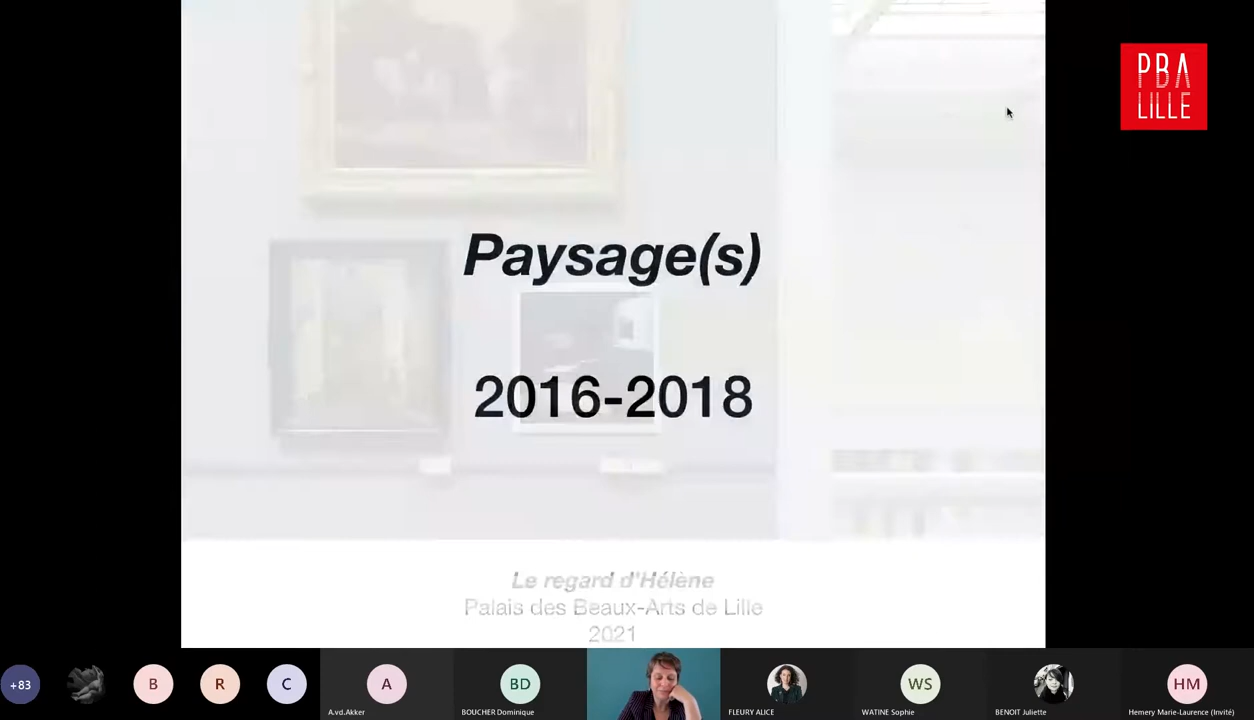 PBA
LILLE
Paysage(s)
2016-2018
Le regard d'Hélène
Palais des Beaux-Arts de Lille
2021
+83
B
R
C
A
BD
WS
HM
A.vd.Akker
BOUCHER Dominique
FLEURY ALICE
WATINE Sophie
BENOIT Juliette
Hemery Marie-Laurence (Invité)